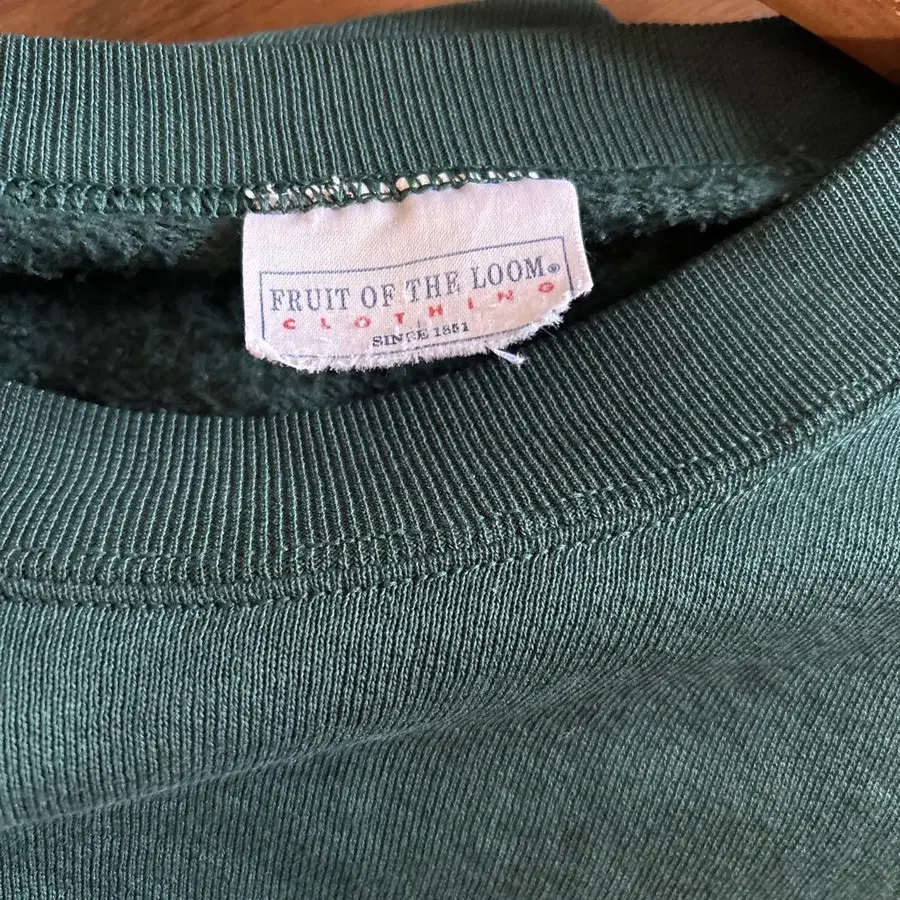 FRUIT OF THE LOOM®
CLOTHING
SINCE 1851